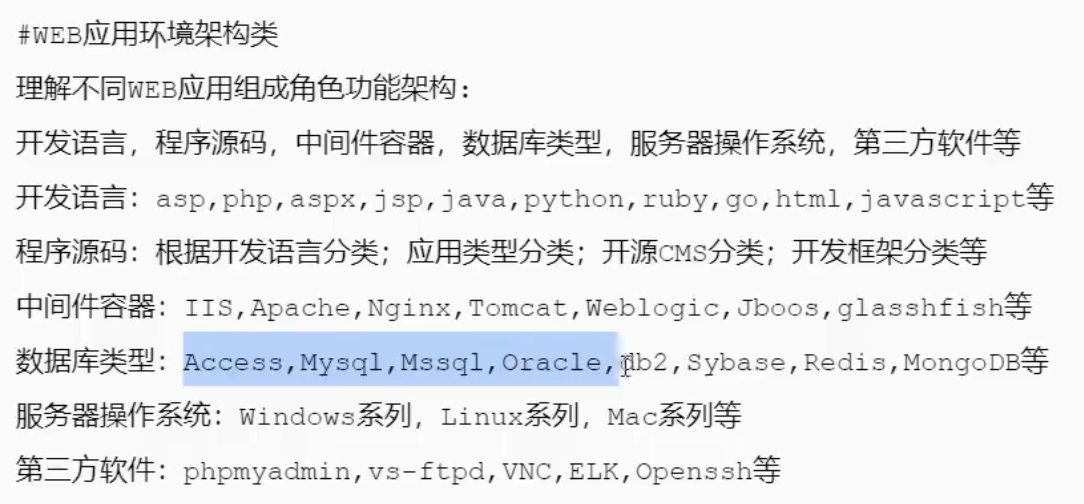 #WEB应用环境架构类
理解不同WEB应用组成角色功能架构：
开发语言，程序源码，中间件容器，数据库类型，服务器操作系统，第三方软件等
开发语言：asp,php,aspx,jsp,java,python,ruby,go,html,javascript等
程序源码：根据开发语言分类；应用类型分类；开源CMS分类；开发框架分类等
中间件容器：IIS,Apache,Nginx,Tomcat,Weblogic,Jboos,glasshfish等
数据库类型：Access,Mysql,Mssql,Oracle,db2,Sybase,Redis,MongoDB等
服务器操作系统：Windows系列，Linux系列，Mac系列等
第三方软件：phpmyadmin,vs-ftpd,VNC,ELK,Openssh等